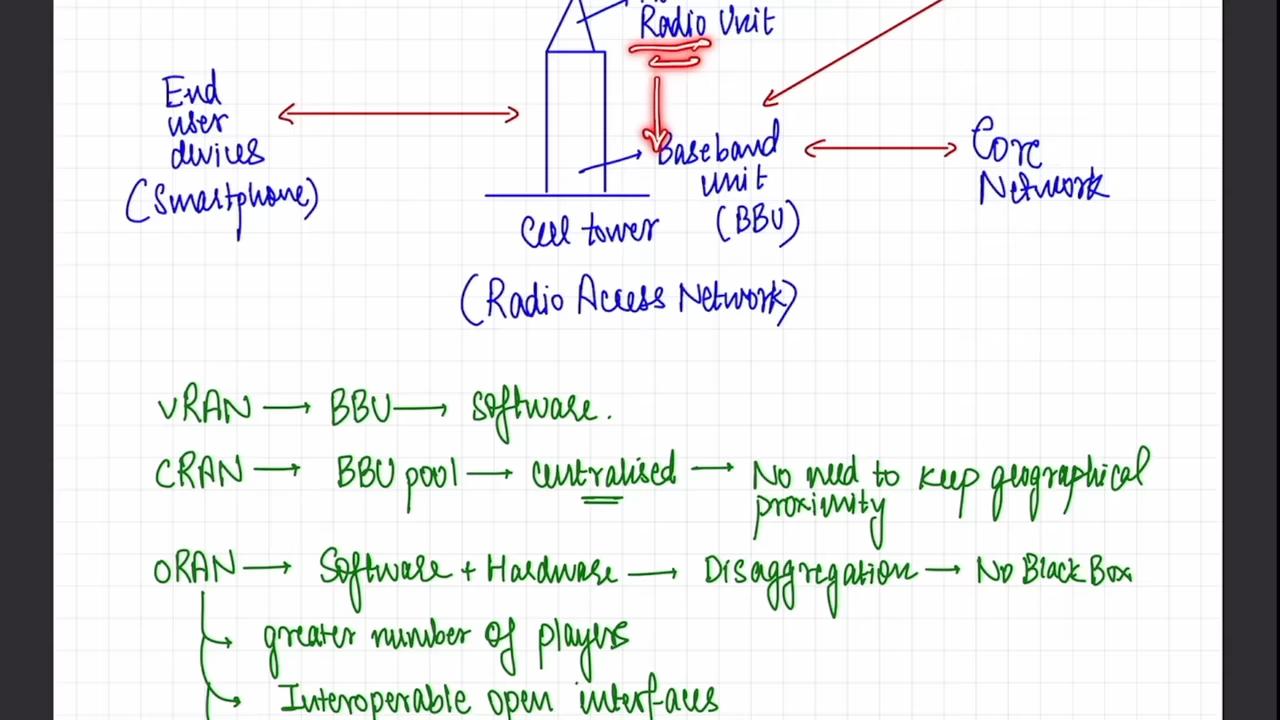 Radio Unit
End
user
devices
(Smartphone)
Baseband
unit
(BBU)
Core
Network
Cell tower
(Radio Access Network)
vRAN → BBU → software.
CRAN → BBU pool → centralised → No need to keep geographical
proximity
ORAN → Software + Hardware → Disaggregation → No Black Box
greater number of players
Interoperable open interfaces